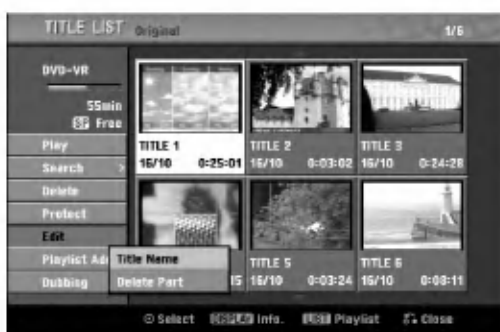 TITLE LIST Original 1/6
DVD-VR
55min
SP Free
Play
Search >
Delete
Protect
Edit
Playlist Ad
Dubbing
Title Name
Delete Part
TITLE 1
16/10 0:25:01
TITLE 2
16/10 0:03:02
TITLE 3
16/10 0:24:28
15
TITLE 5
16/10 0:03:24
TITLE 6
16/10 0:08:11
Select DISPLAY Info. LIST Playlist Close